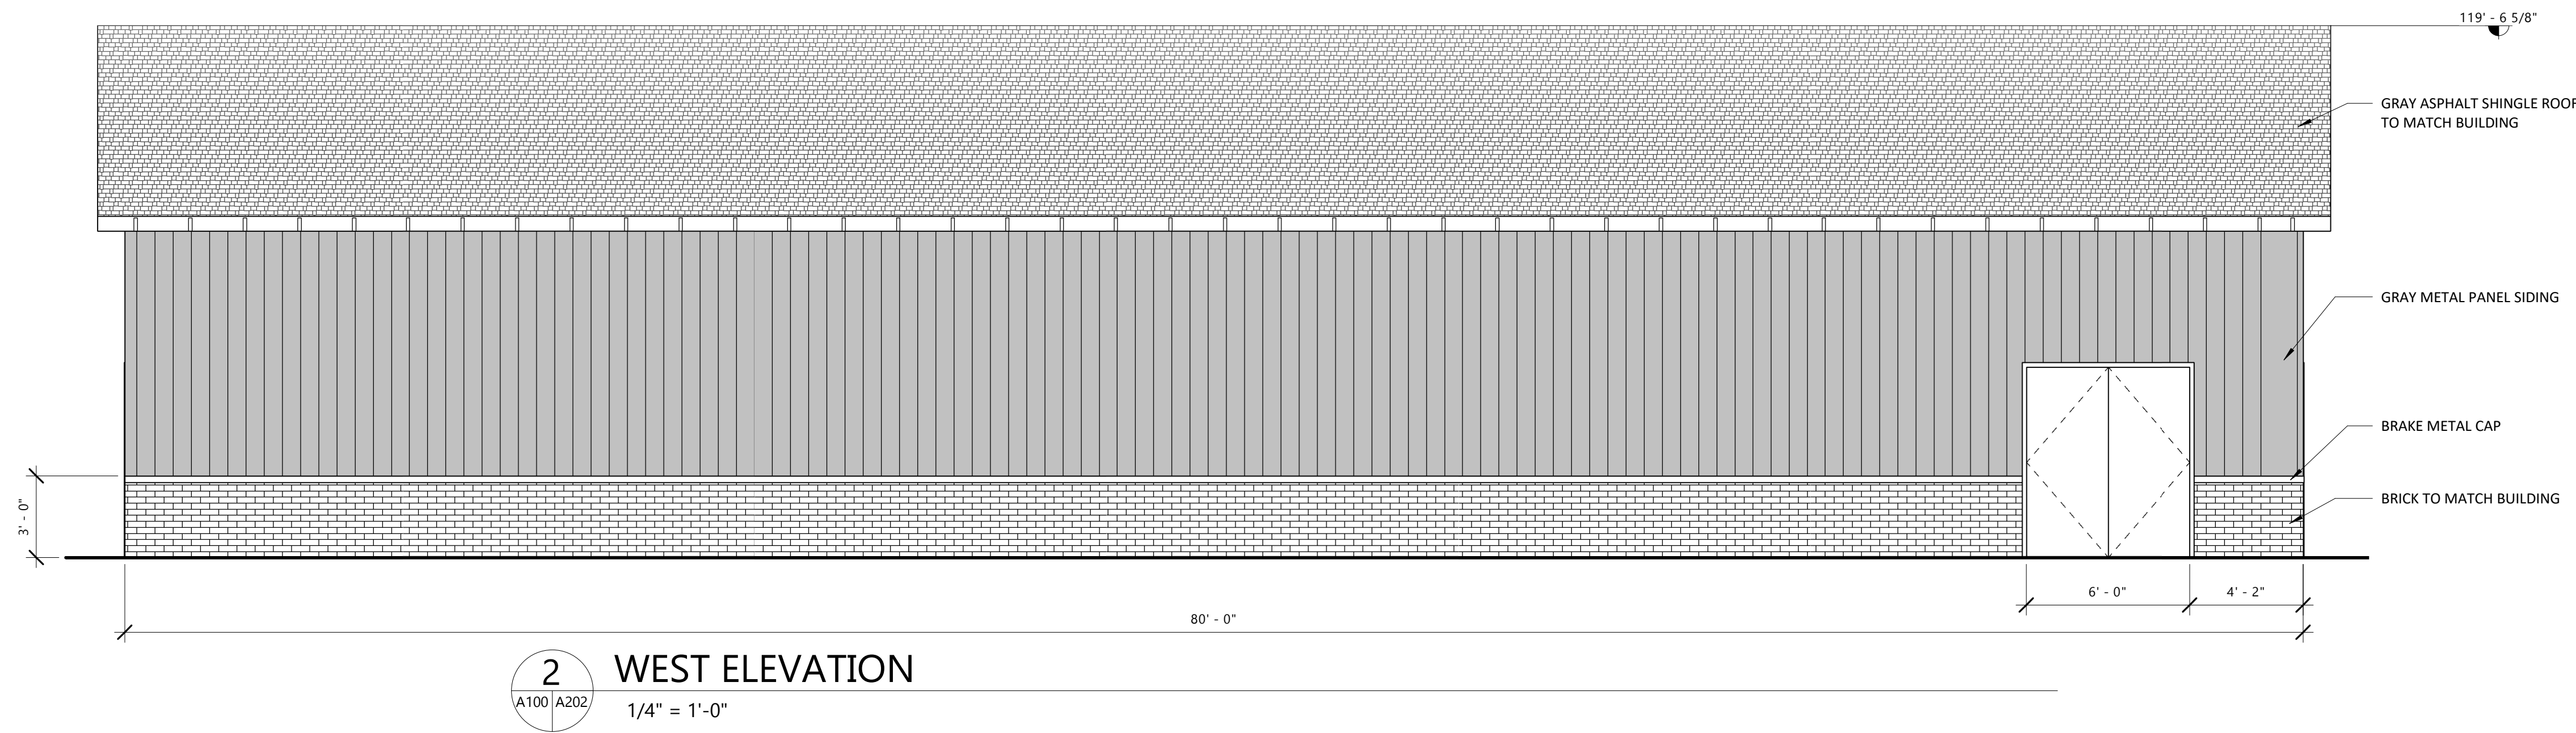 119' - 6 5/8"
GRAY ASPHALT SHINGLE ROOF
TO MATCH BUILDING
GRAY METAL PANEL SIDING
BRAKE METAL CAP
BRICK TO MATCH BUILDING
3' - 0"
6' - 0"
4' - 2"
80' - 0"
2
A100
A202
WEST ELEVATION
1/4" = 1'-0"